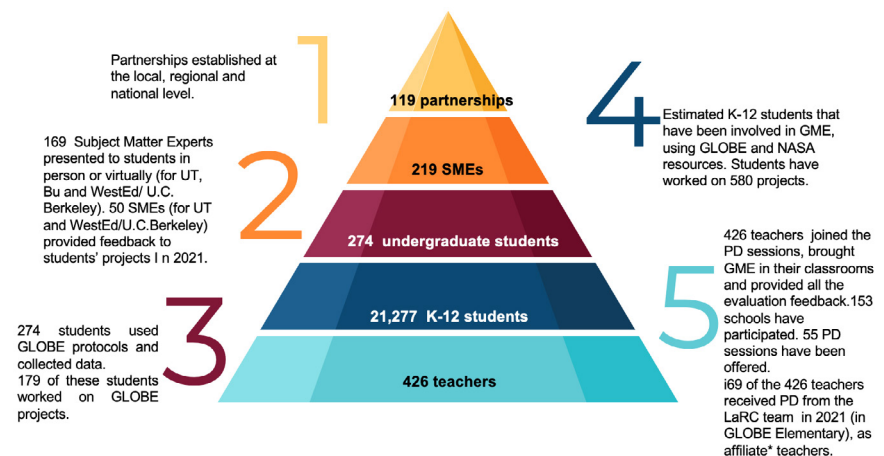 1
Partnerships established at
the local, regional and
national level.
119 partnerships
2
169 Subject Matter Experts
presented to students in
person or virtually (for UT,
Bu and WestEd/ U.C.
Berkeley). 50 SMEs (for UT
and WestEd/U.C.Berkeley)
provided feedback to
students' projects I n 2021.
219 SMEs
3
274 students used
GLOBE protocols and
collected data.
179 of these students
worked on GLOBE
projects.
274 undergraduate students
4
Estimated K-12 students that
have been involved in GME,
using GLOBE and NASA
resources. Students have
worked on 580 projects.
21,277 K-12 students
5
426 teachers joined the
PD sessions, brought
GME in their classrooms
and provided all the
evaluation feedback.153
schools have
participated. 55 PD
sessions have been
offered.
i69 of the 426 teachers
received PD from the
LaRC team in 2021 (in
GLOBE Elementary), as
affiliate* teachers.
426 teachers